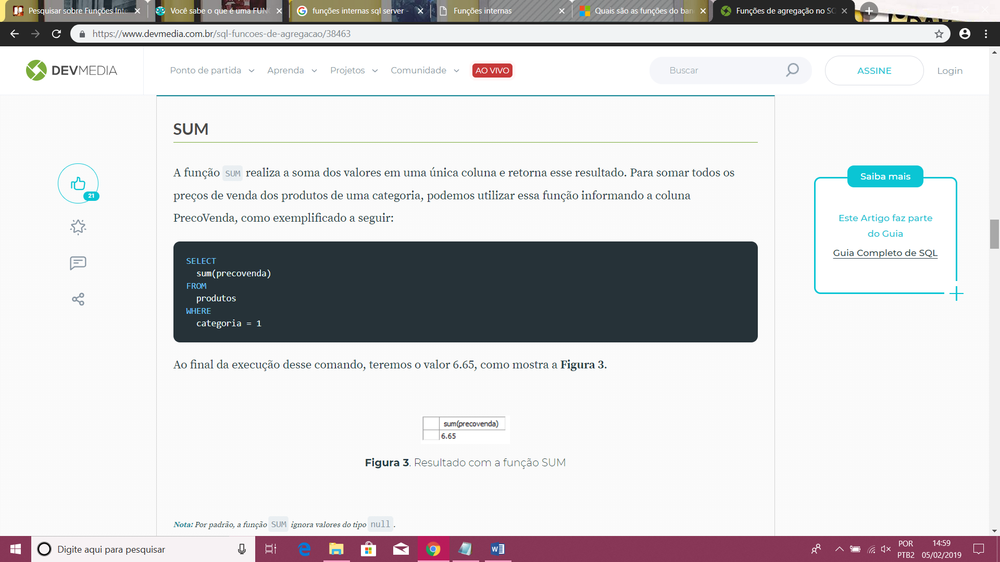 Pesquisar sobre Funções Inte
Você sabe o que é uma FUN
funções internas sql server -
Funções internas
Quais são as funções do ban
Funções de agregação no SQ
https://www.devmedia.com.br/sql-funcoes-de-agregacao/38463
DEVMEDIA
Ponto de partida
Aprenda
Projetos
Comunidade
AO VIVO
Buscar
ASSINE
Login
SUM
A função SUM realiza a soma dos valores em uma única coluna e retorna esse resultado. Para somar todos os
preços de venda dos produtos de uma categoria, podemos utilizar essa função informando a coluna
PrecoVenda, como exemplificado a seguir:
21
SELECT
sum(precovenda)
FROM
produtos
WHERE
categoria = 1
Saiba mais
Este Artigo faz parte
do Guia
Guia Completo de SQL
Ao final da execução desse comando, teremos o valor 6.65, como mostra a Figura 3.
sum(precovenda)
6.65
Figura 3. Resultado com a função SUM
Nota: Por padrão, a função SUM ignora valores do tipo null.
Digite aqui para pesquisar
POR
PTB2
14:59
05/02/2019